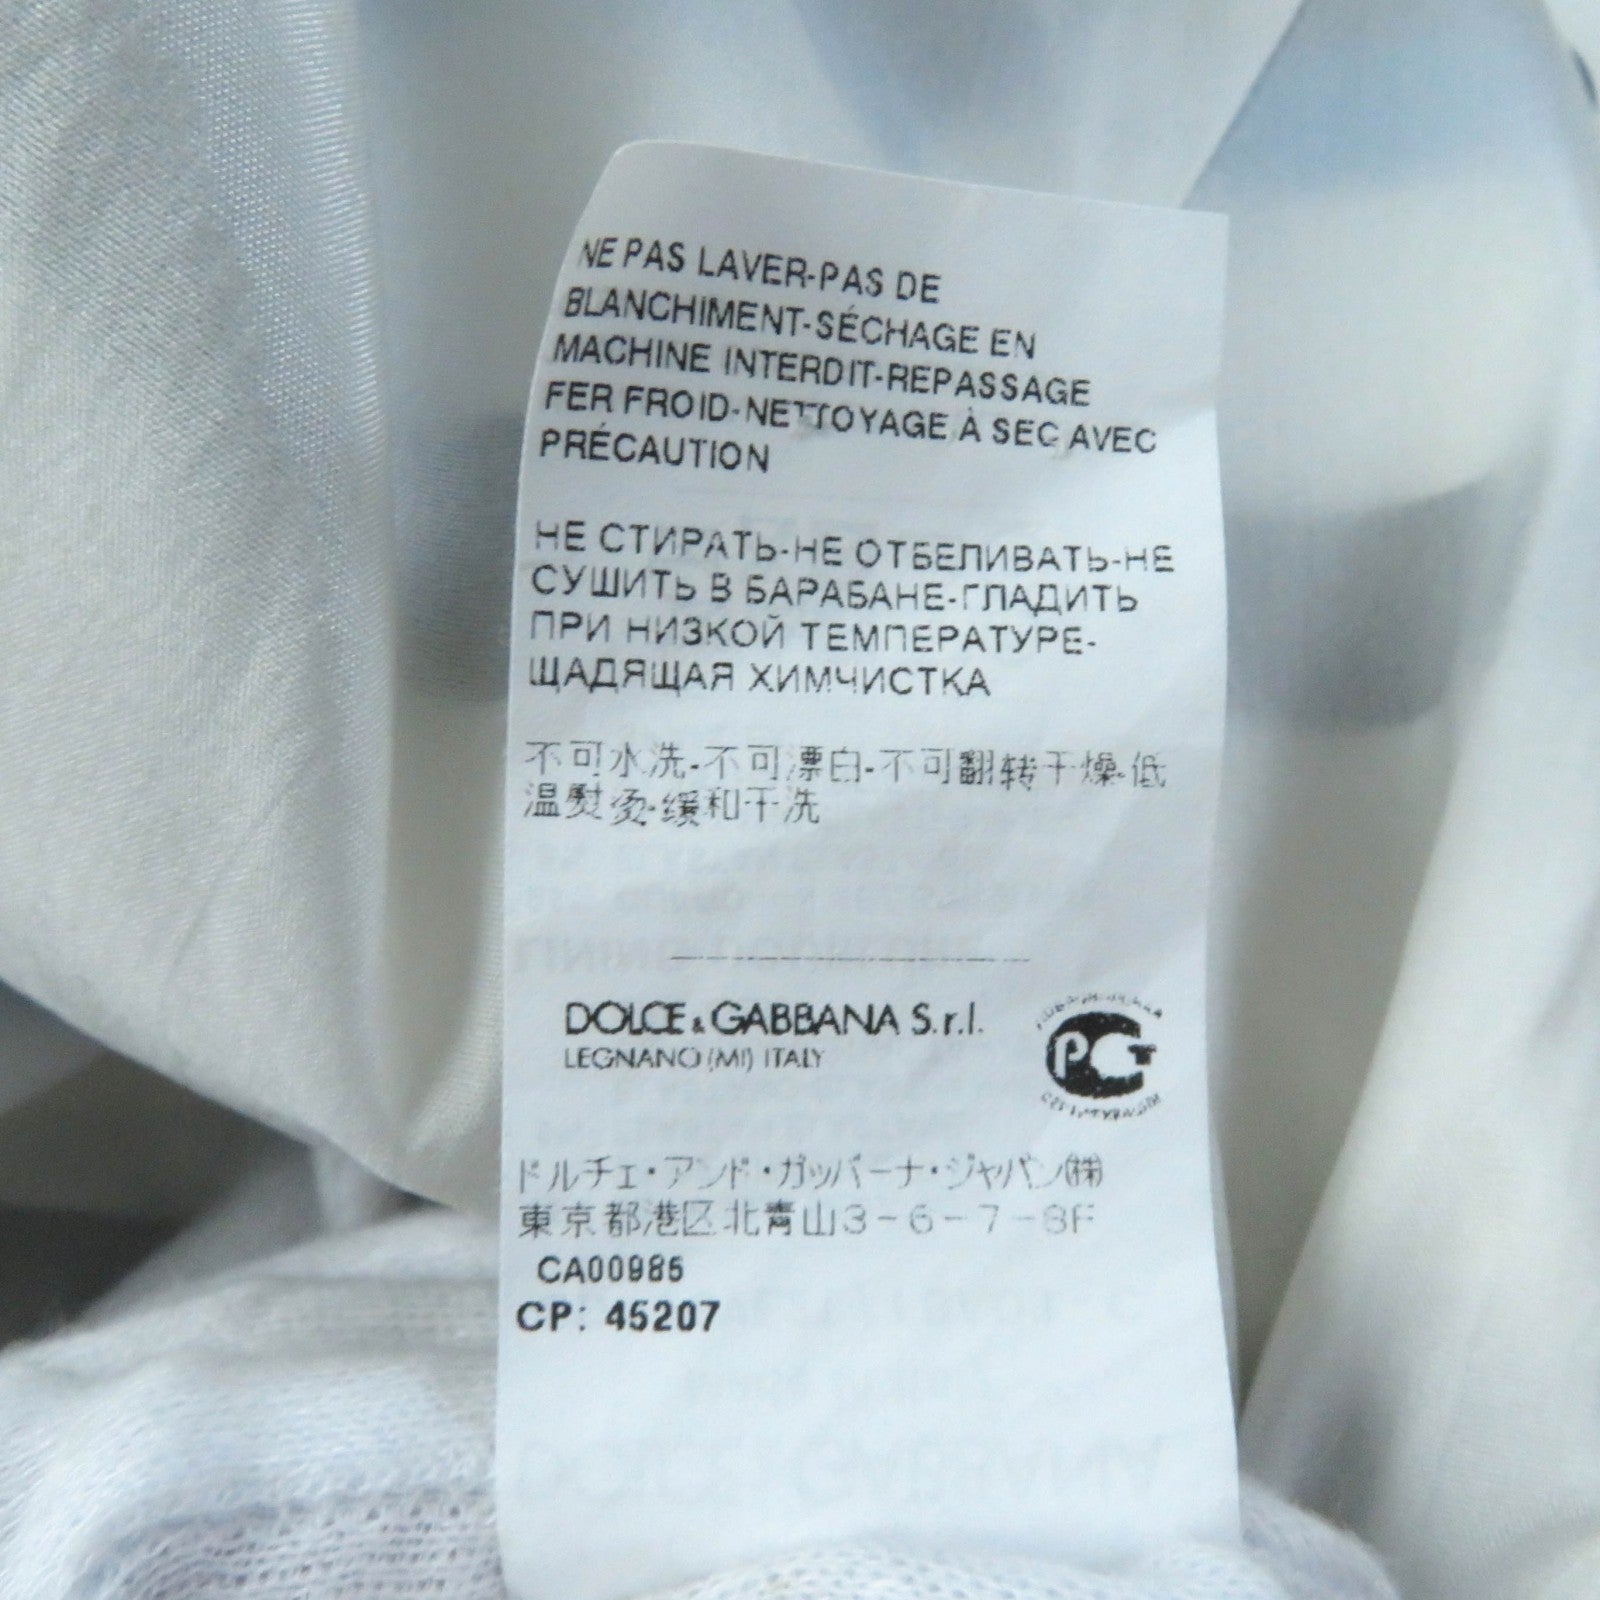 NE PAS LAVER-PAS DE
BLANCHIMENT-SÉCHAGE EN
MACHINE INTERDIT-REPASSAGE
FER FROID-NETTOYAGE À SEC AVEC
PRÉCAUTION
НЕ СТИРАТЬ-НЕ ОТБЕЛИВАТЬ-НЕ
СУШИТЬ В БАРАБАНЕ-ГЛАДИТЬ
ПРИ НИЗКОЙ ТЕМПЕРАТУРЕ-
ЩАДЯЩАЯ ХИМЧИСТКА
不可水洗-不可漂白-不可翻转干燥-低
温熨烫-缓和干洗
DOLCE & GABBANA S.r.l.
LEGNANO (MI) ITALY
PCT
ドルチェ・アンド・ガッバーナ・ジャパン(株)
東京都港区北青山3-6-7-8F
CA00985
CP: 45207